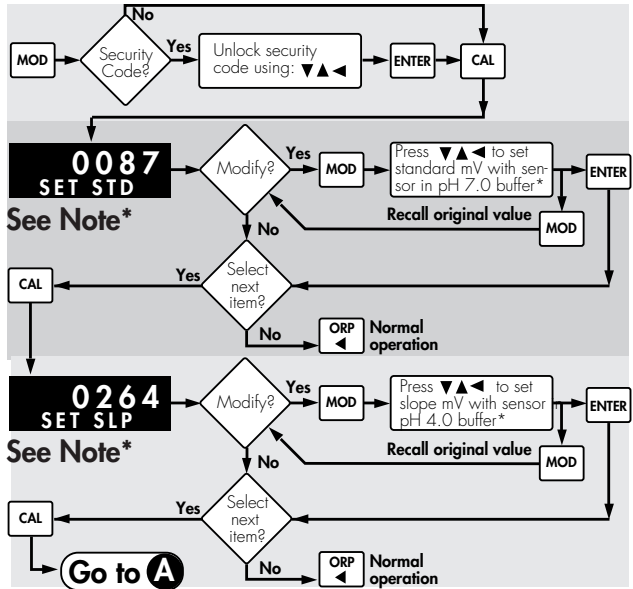 No
MOD
Security
Code?
Yes
Unlock security
code using: ▼▲◄
ENTER
CAL
0087
SET STD
See Note*
Modify?
Yes
MOD
Press ▼▲◄ to set
standard mV with sen-
sor in pH 7.0 buffer*
ENTER
Recall original value
MOD
No
CAL
Yes
Select
next
item?
No
ORP
◄
Normal
operation
0264
SET SLP
See Note*
Modify?
Yes
MOD
Press ▼▲◄ to set
slope mV with sensor
pH 4.0 buffer*
ENTER
Recall original value
MOD
No
CAL
Yes
Select
next
item?
No
ORP
◄
Normal
operation
Go to A